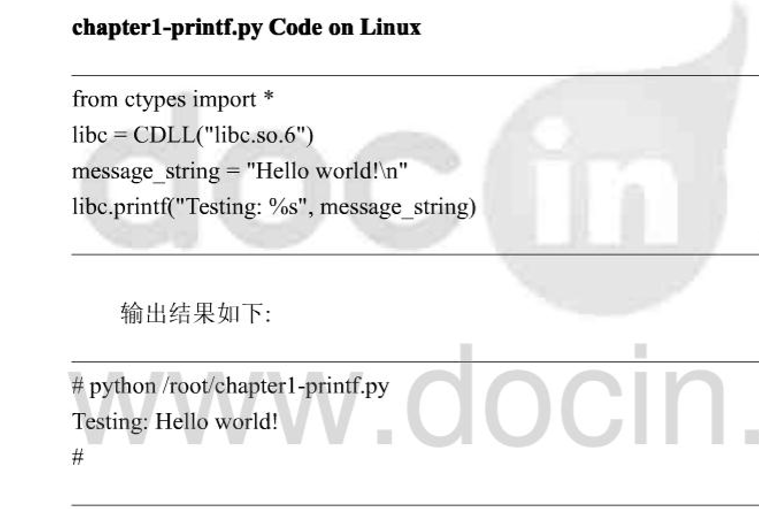 chapter1-printf.py Code on Linux
from ctypes import *
libc = CDLL("libc.so.6")
message_string = "Hello world!\n"
libc.printf("Testing: %s", message_string)
输出结果如下:
# python /root/chapter1-printf.py
Testing: Hello world!
#
docin
www.docin.